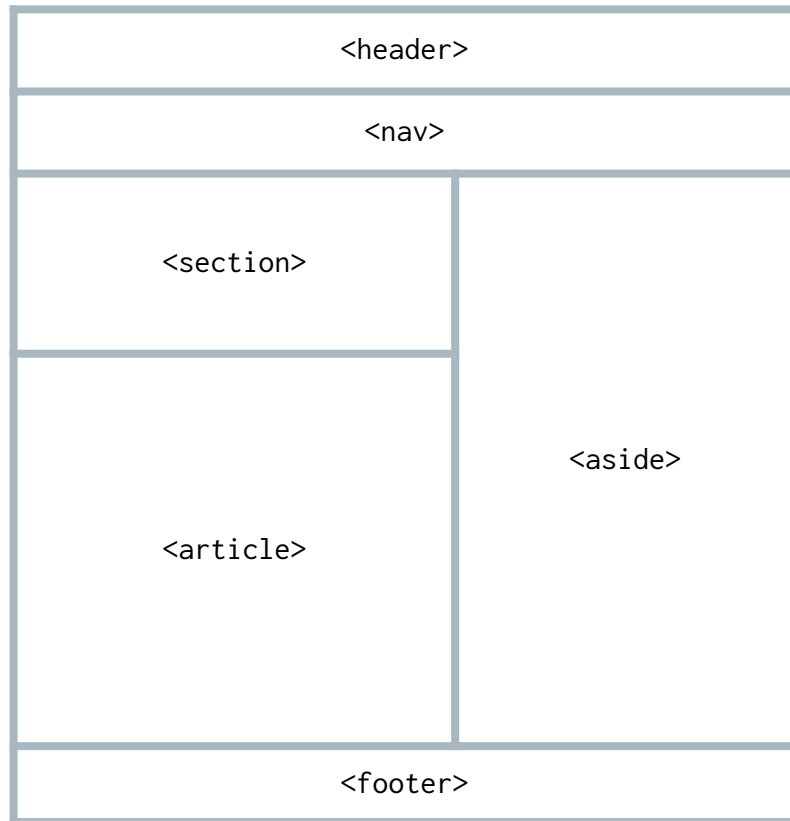 <header>
<nav>
<section>
<article>
<aside>
<footer>